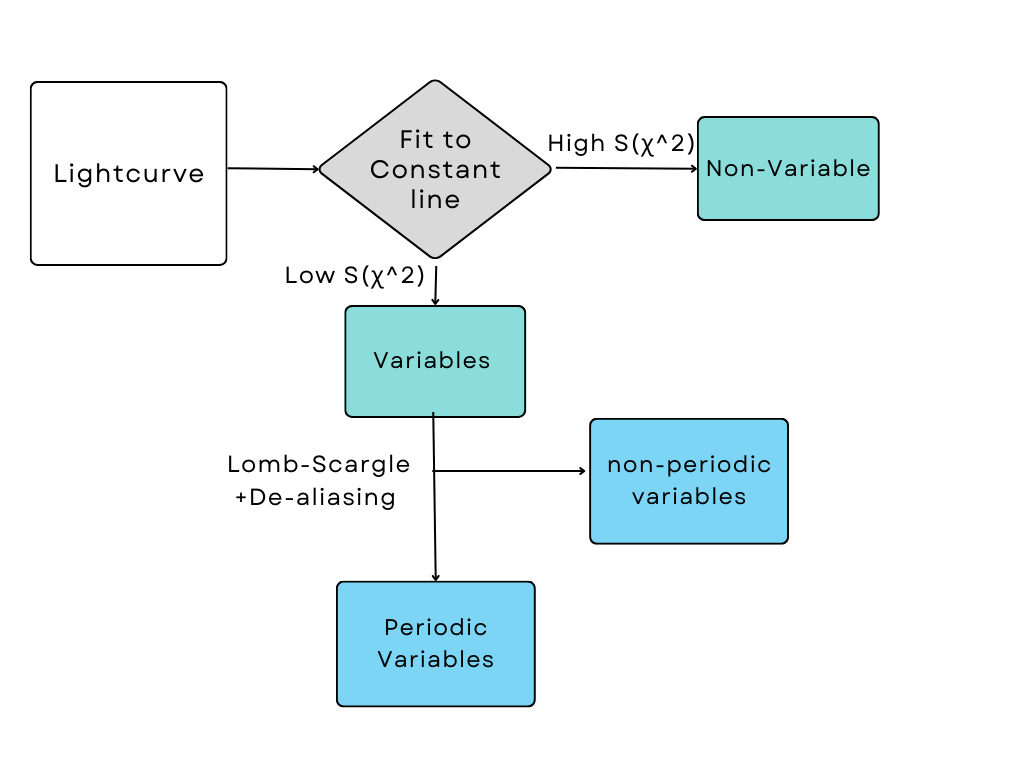 Lightcurve
Fit to
Constant
line
High S(χ^2)
Non-Variable
Low S(χ^2)
Variables
Lomb-Scargle
+De-aliasing
non-periodic
variables
Periodic
Variables